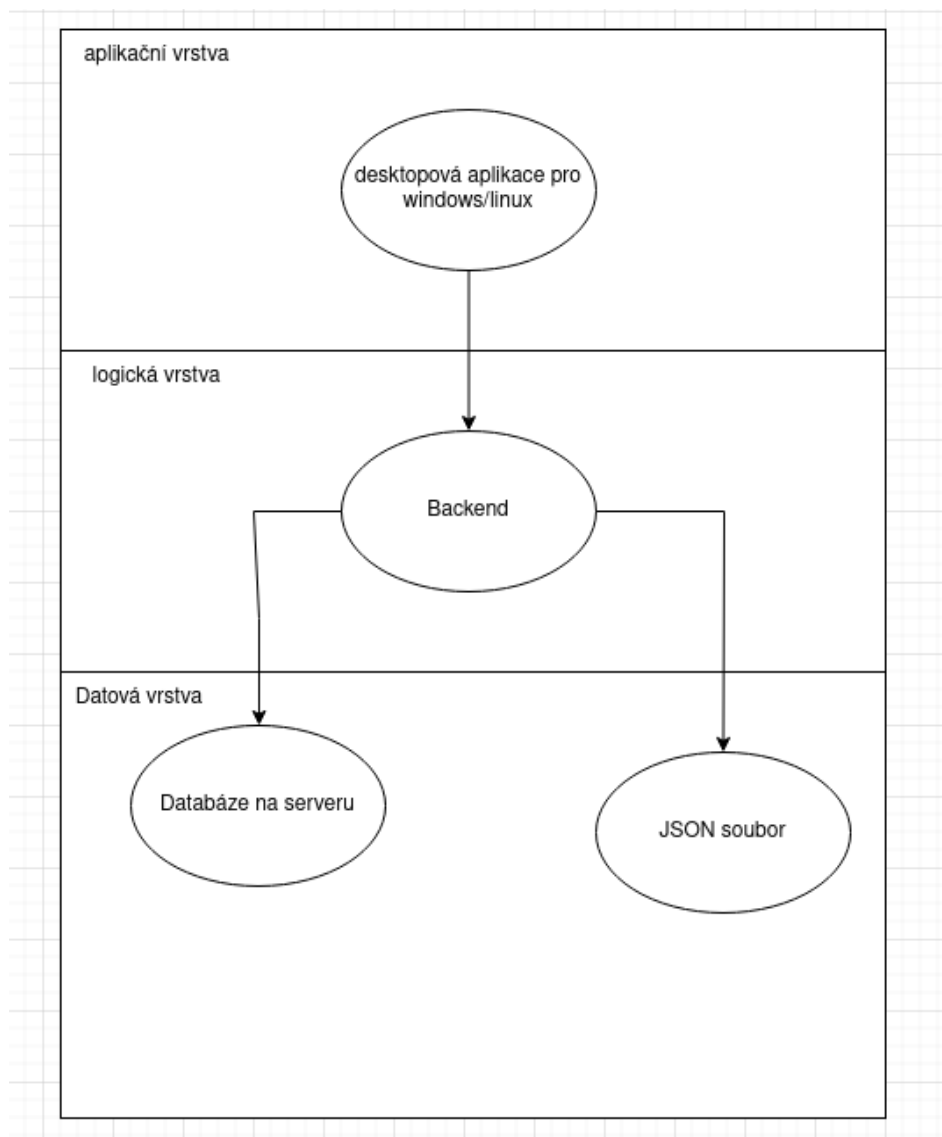 aplikační vrstva
desktopová aplikace pro
windows/linux
logická vrstva
Backend
Datová vrstva
Databáze na serveru
JSON soubor